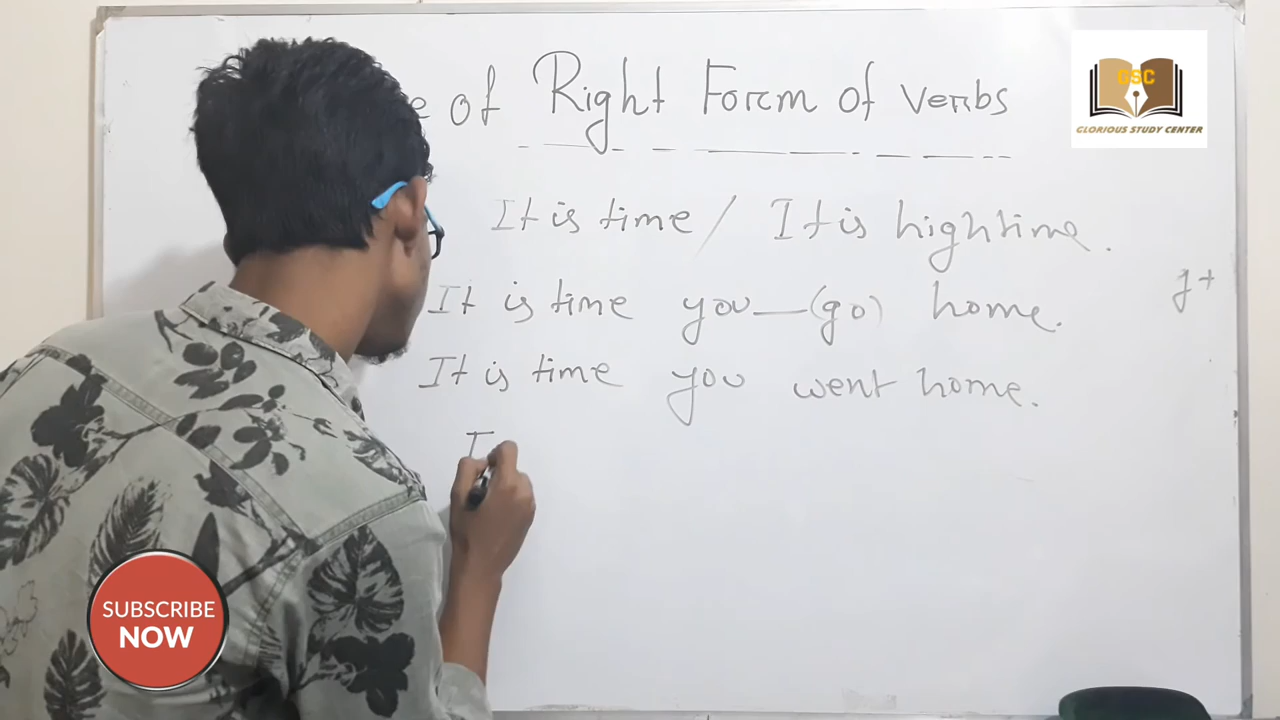 e of Right Form of verbs
GSC
GLORIOUS STUDY CENTER
It is time / It is hightime.
It is time you — (go) home.
It is time you went home.
I
SUBSCRIBE
NOW